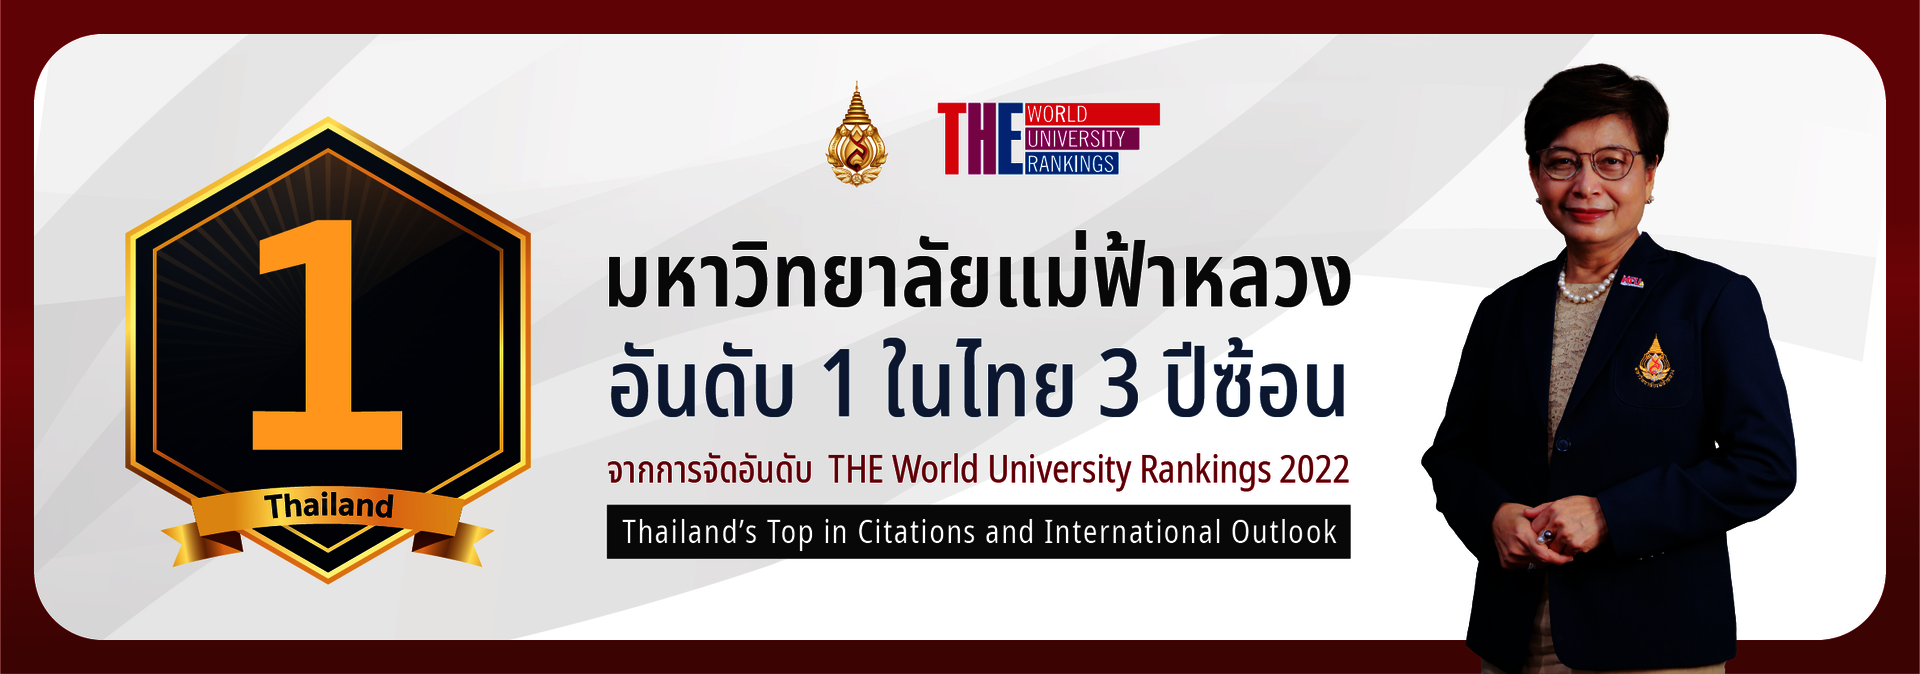 1
Thailand
THE WORLD
UNIVERSITY
RANKINGS
มหาวิทยาลัยแม่ฟ้าหลวง
อันดับ 1 ในไทย 3 ปีซ้อน
จากการจัดอันดับ THE World University Rankings 2022
Thailand's Top in Citations and International Outlook
MFU